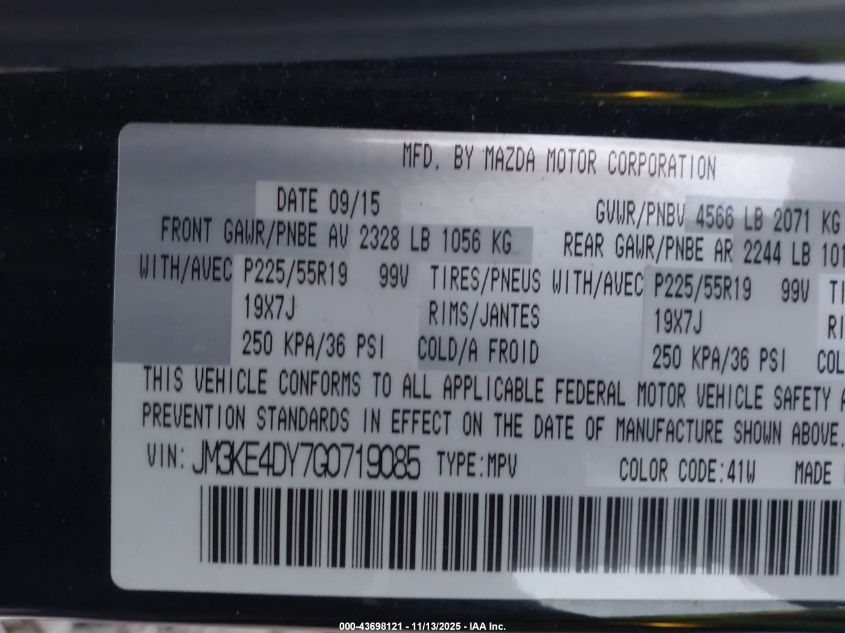 MFD. BY MAZDA MOTOR CORPORATION
DATE 09/15 GVWR/PNBV 4566 LB 2071 KG
FRONT GAWR/PNBE AV 2328 LB 1056 KG REAR GAWR/PNBE AR 2244 LB 101
WITH/AVEC P225/55R19 99V TIRES/PNEUS WITH/AVEC P225/55R19 99V TI
19X7J RIMS/JANTES 19X7J RI
250 KPA/36 PSI COLD/A FROID 250 KPA/36 PSI COL
THIS VEHICLE CONFORMS TO ALL APPLICABLE FEDERAL MOTOR VEHICLE SAFETY A
PREVENTION STANDARDS IN EFFECT ON THE DATE OF MANUFACTURE SHOWN ABOVE.
VIN: JM3KE4DY7G0719085 TYPE:MPV COLOR CODE:41W MADE
000-43698121 - 11/13/2025 - IAA Inc.